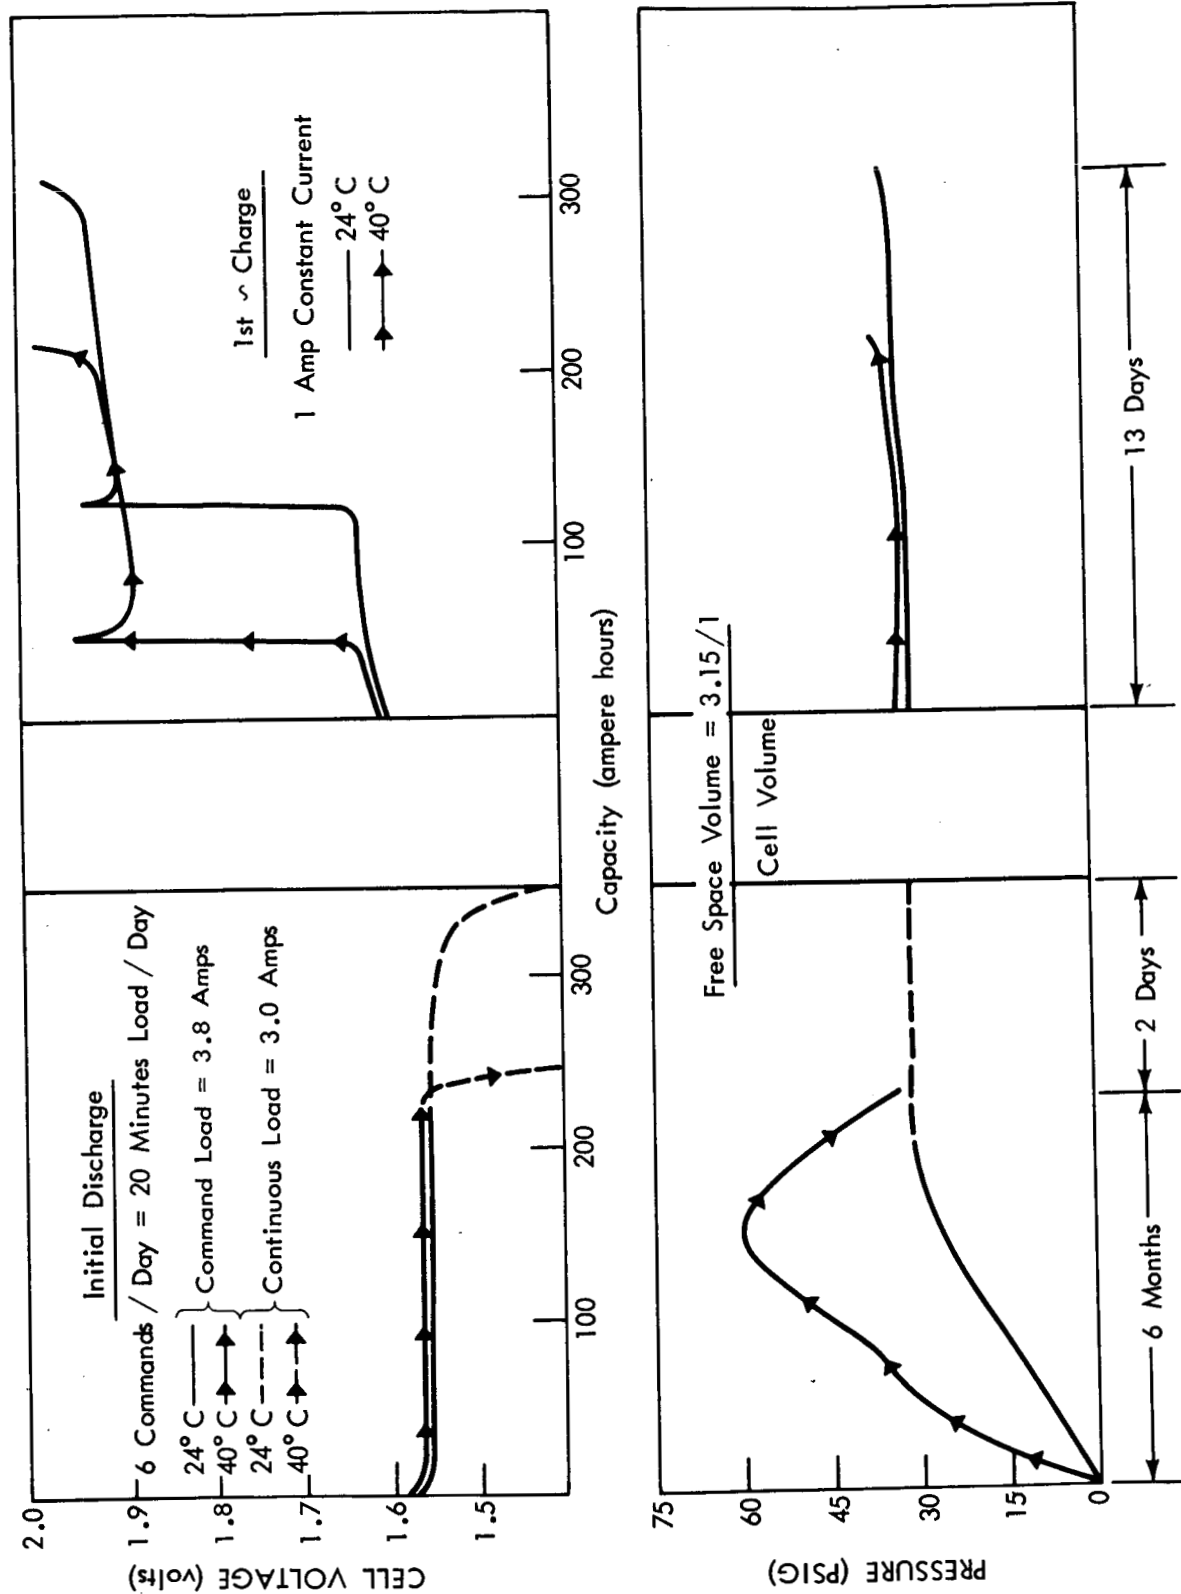 CELL VOLTAGE (volts)
2.0
1.9
1.8
1.7
1.6
1.5
Initial Discharge
6 Commands / Day = 20 Minutes Load / Day
24° C
40° C
Command Load = 3.8 Amps
24° C
40° C
Continuous Load = 3.0 Amps
100
200
300
1st ~ Charge
1 Amp Constant Current
24° C
40° C
100
200
300
Capacity (ampere hours)
PRESSURE (PSIG)
75
60
45
30
15
0
Free Space Volume = 3.15/1
Cell Volume
6 Months
2 Days
13 Days